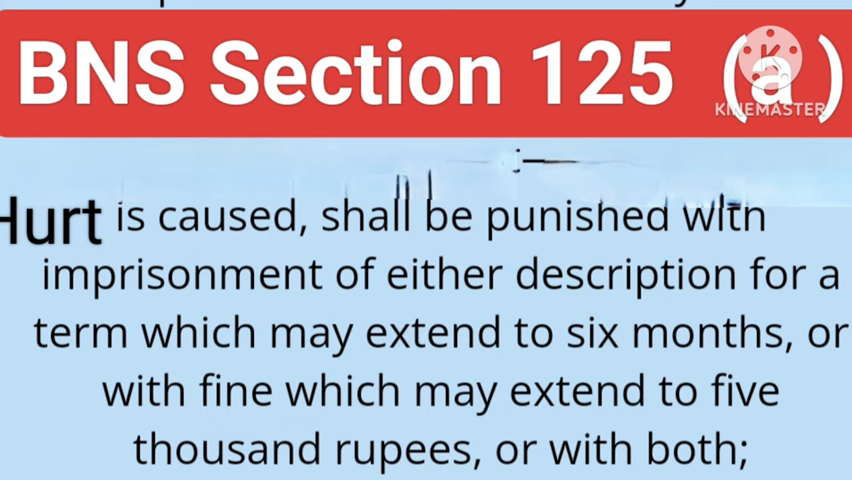 BNS Section 125 (a)
KINEMASTER
Hurt is caused, shall be punished with
imprisonment of either description for a
term which may extend to six months, or
with fine which may extend to five
thousand rupees, or with both;